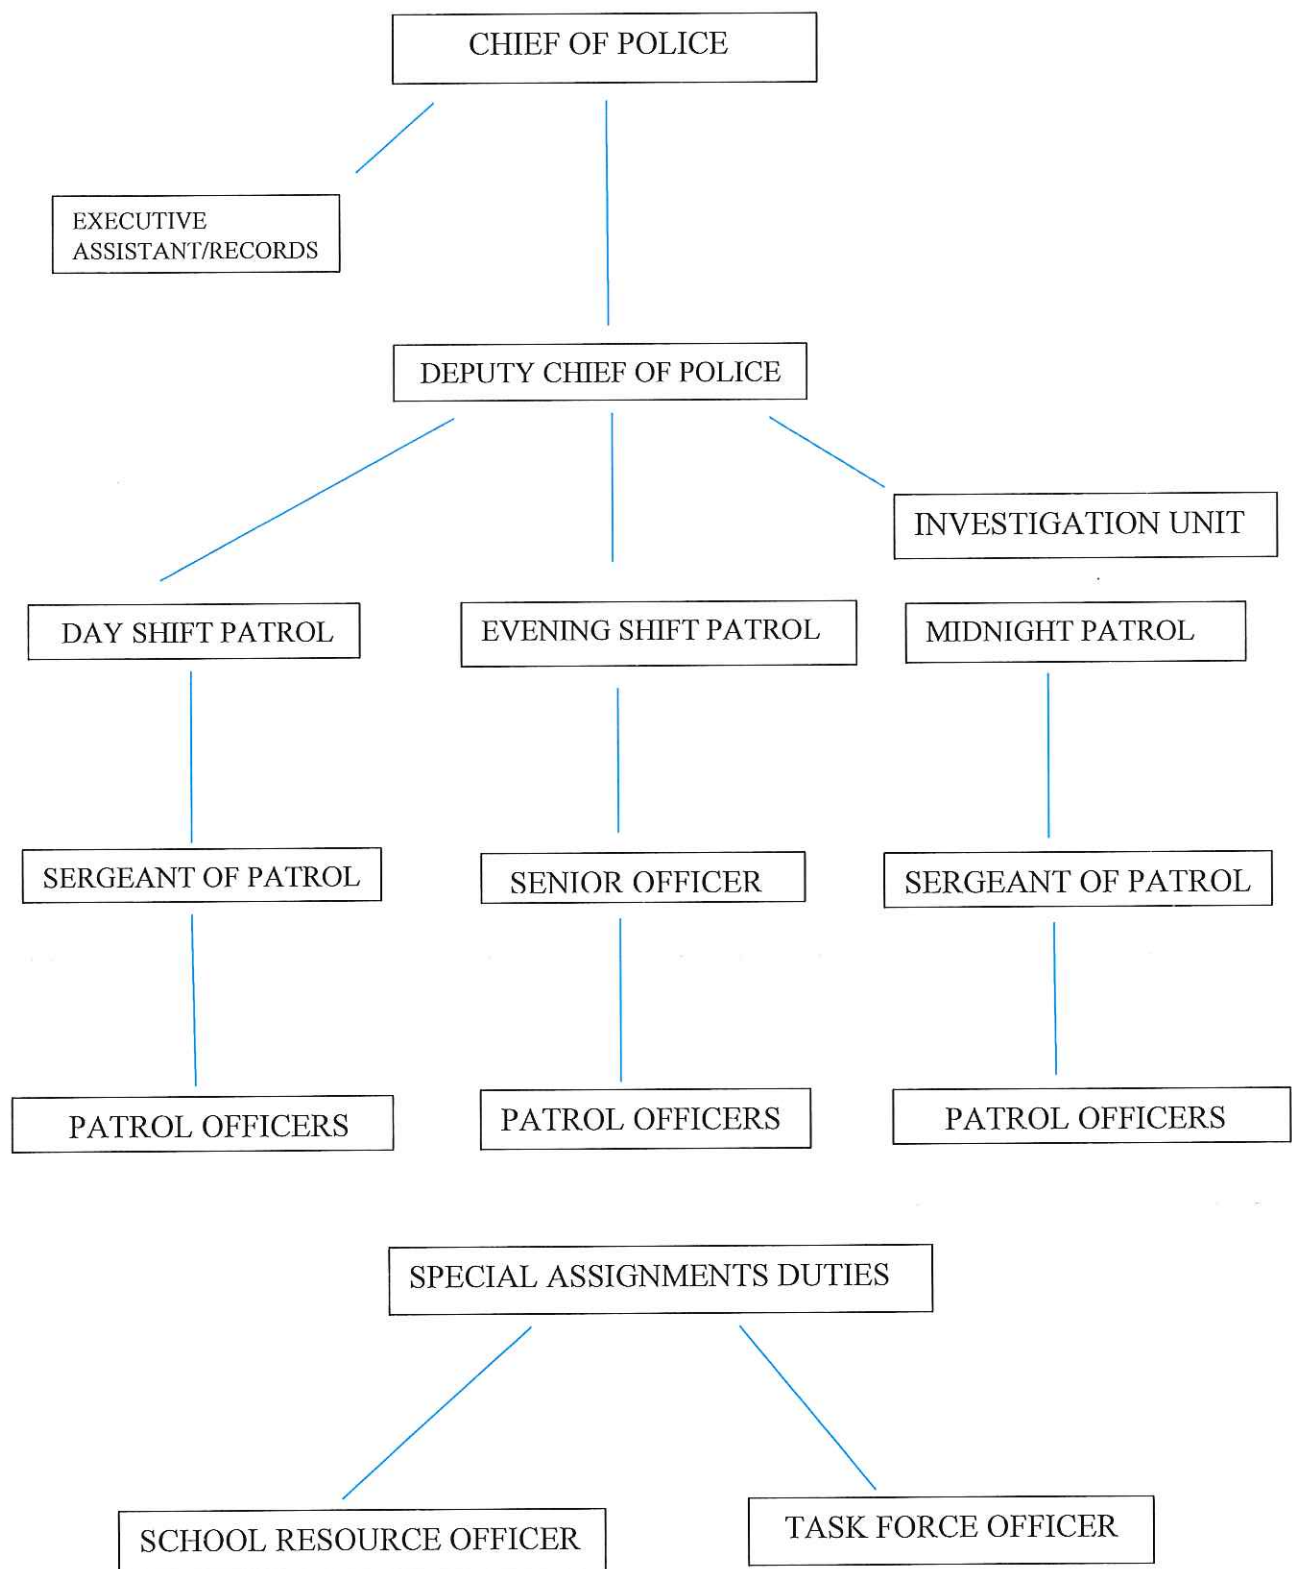 CHIEF OF POLICE
EXECUTIVE
ASSISTANT/RECORDS
DEPUTY CHIEF OF POLICE
INVESTIGATION UNIT
DAY SHIFT PATROL
EVENING SHIFT PATROL
MIDNIGHT PATROL
SERGEANT OF PATROL
SENIOR OFFICER
SERGEANT OF PATROL
PATROL OFFICERS
PATROL OFFICERS
PATROL OFFICERS
SPECIAL ASSIGNMENTS DUTIES
SCHOOL RESOURCE OFFICER
TASK FORCE OFFICER